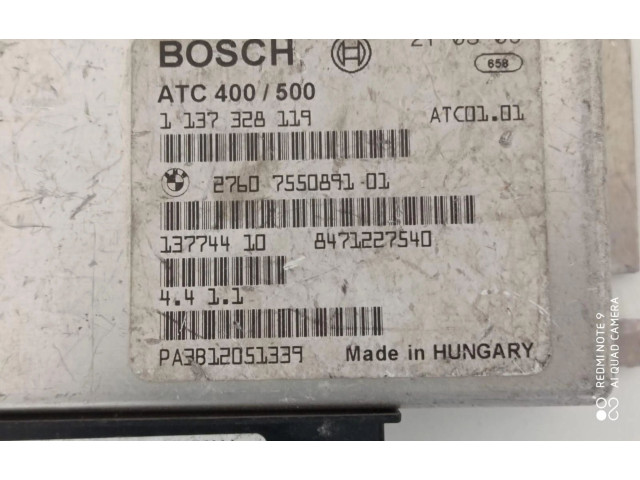 BOSCH
658
ATC 400 / 500
1 137 328 119 ATC01.01
2760 7550891 01
137744 10 8471227540
4.4 1.1
PA3812051339 Made in HUNGARY
REDMI NOTE 9
AI QUAD CAMERA